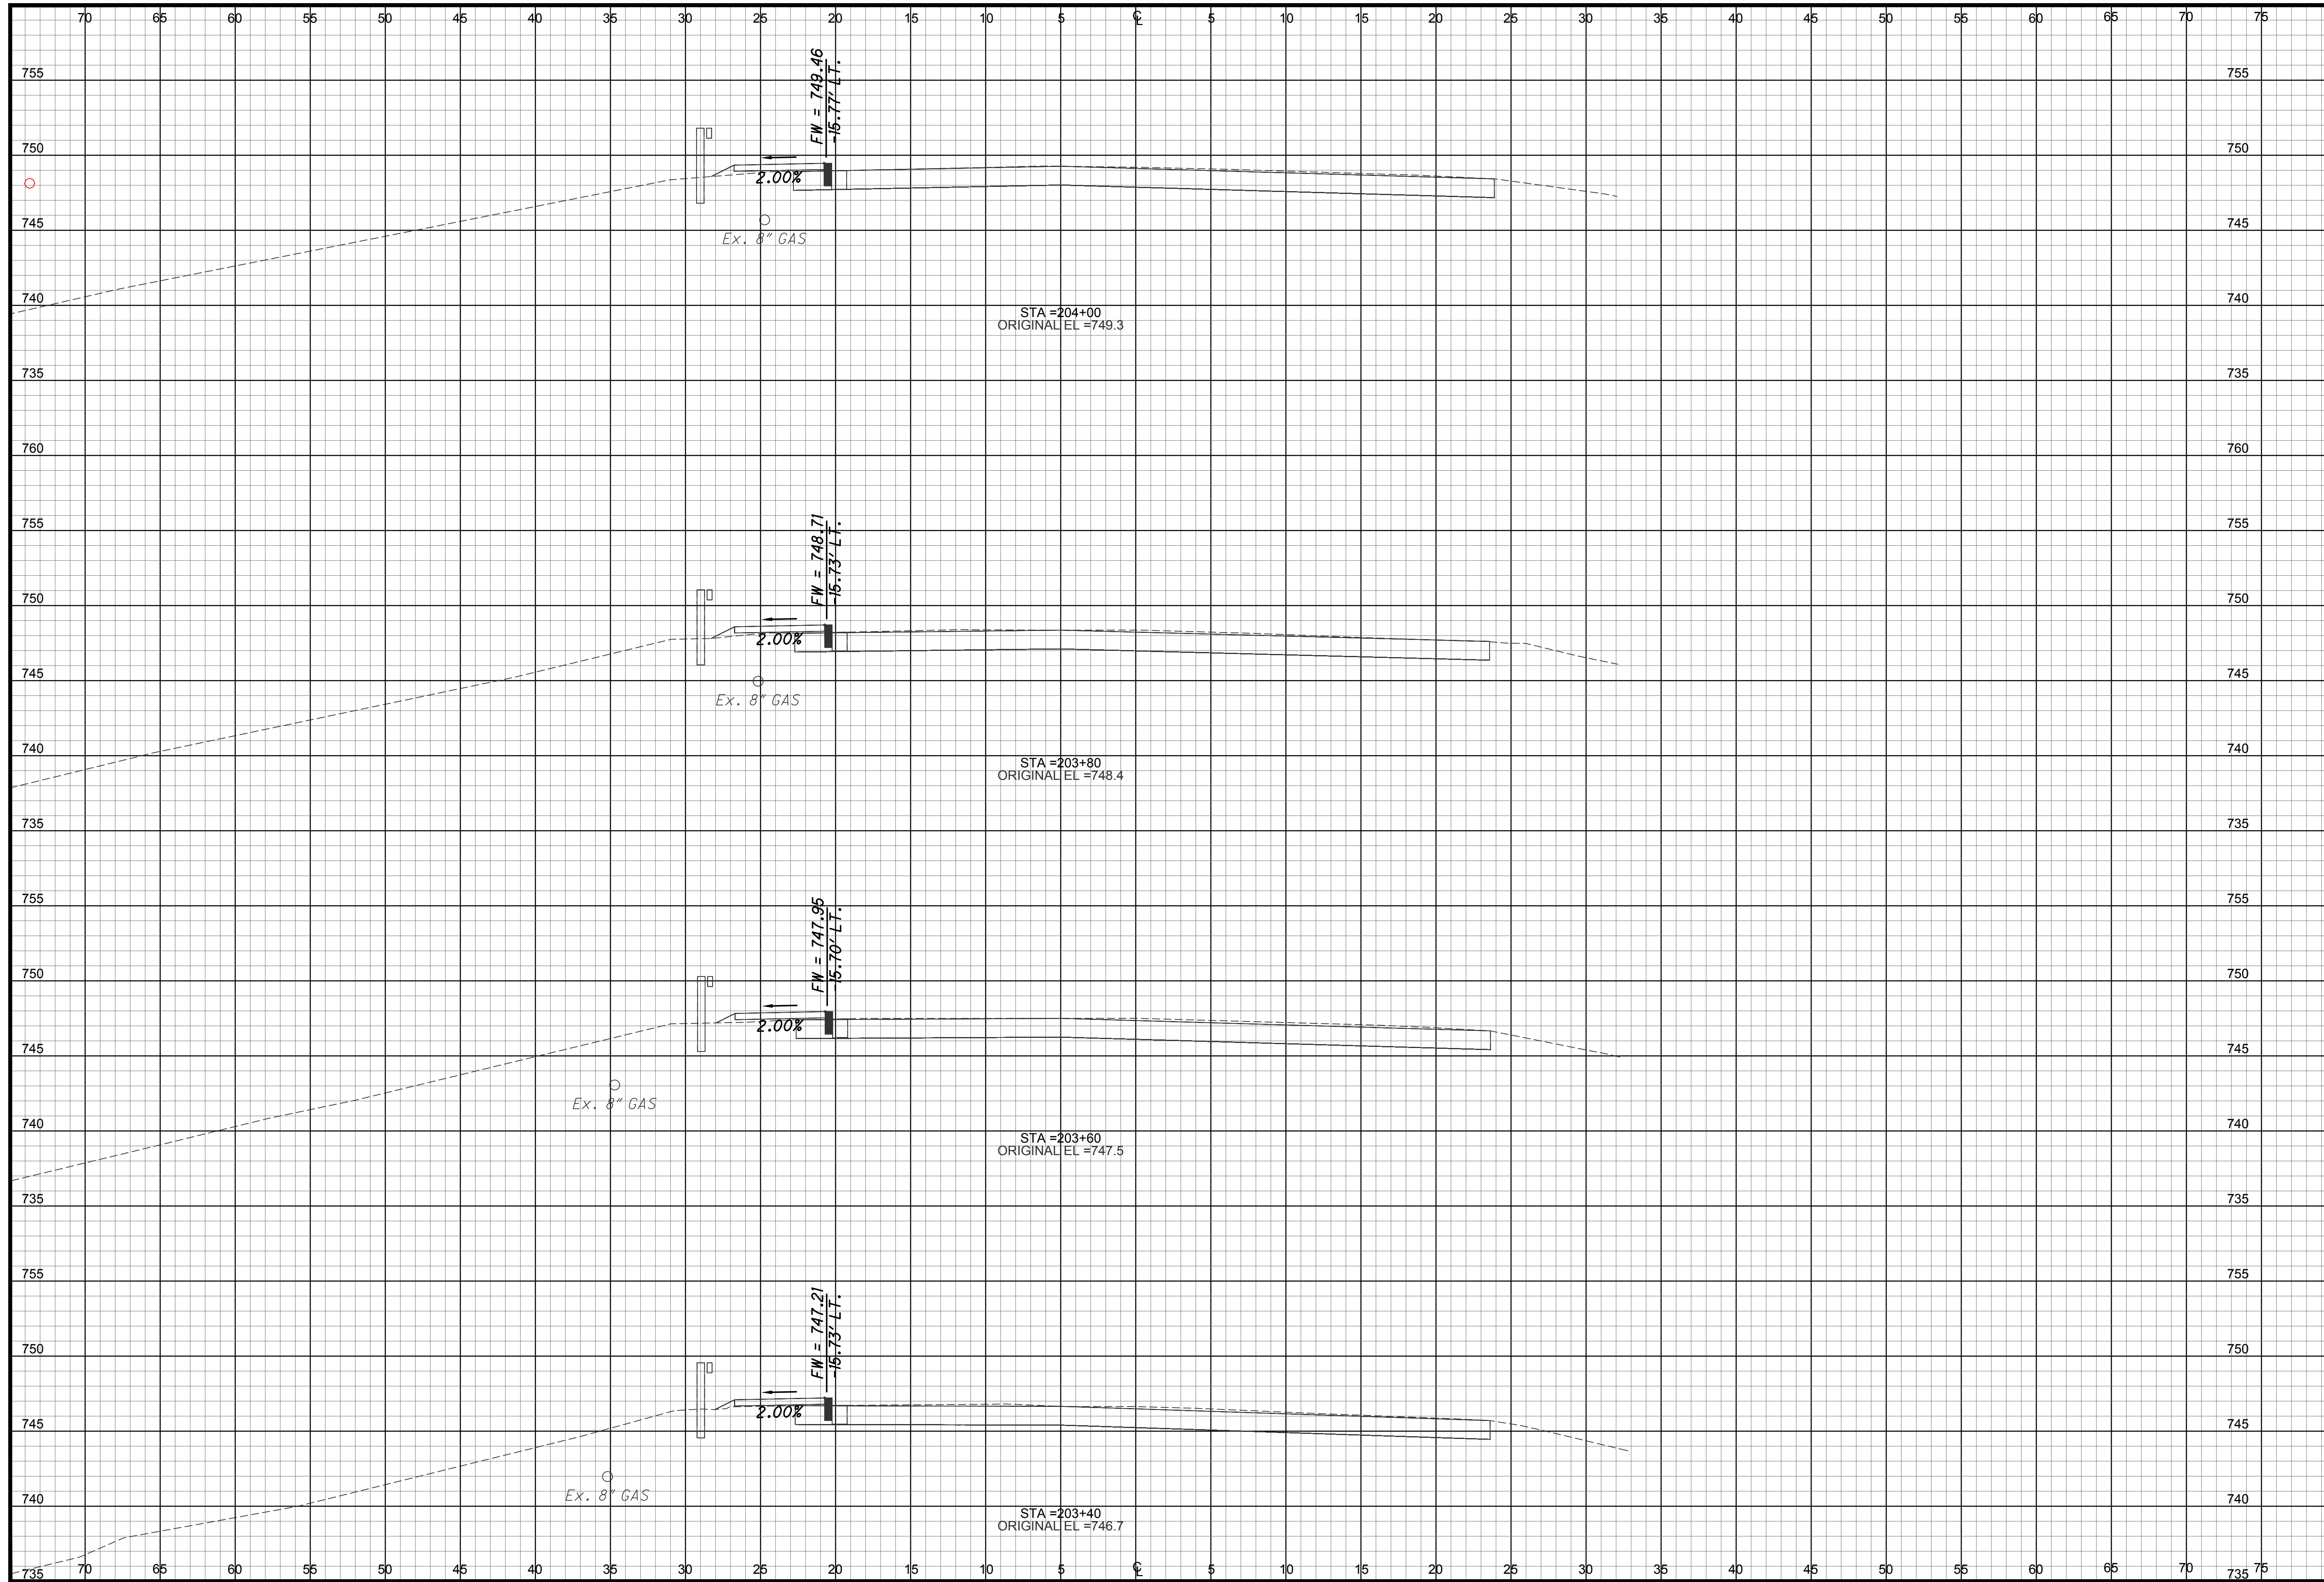 70 65 60 55 50 45 40 35 30 25 20 15 10 5 ℄ 5 10 15 20 25 30 35 40 45 50 55 60 65 70 75
755 755
FW = 749.46
-15.77' LT.
750 750
2.00%
745 745
Ex. 8" GAS
740 740
STA =204+00
ORIGINAL EL =749.3
735 735
760 760
755 755
FW = 748.71
-15.73' LT.
750 750
2.00%
745 745
Ex. 8" GAS
740 740
STA =203+80
ORIGINAL EL =748.4
735 735
755 755
FW = 747.95
-15.70' LT.
750 750
2.00%
745 745
Ex. 8" GAS
740 740
STA =203+60
ORIGINAL EL =747.5
735 735
755 755
FW = 747.21
-15.73' LT.
750 750
2.00%
745 745
Ex. 8" GAS
740 740
STA =203+40
ORIGINAL EL =746.7
70 65 60 55 50 45 40 35 30 25 20 15 10 5 ℄ 5 10 15 20 25 30 35 40 45 50 55 60 65 70 75
735 735